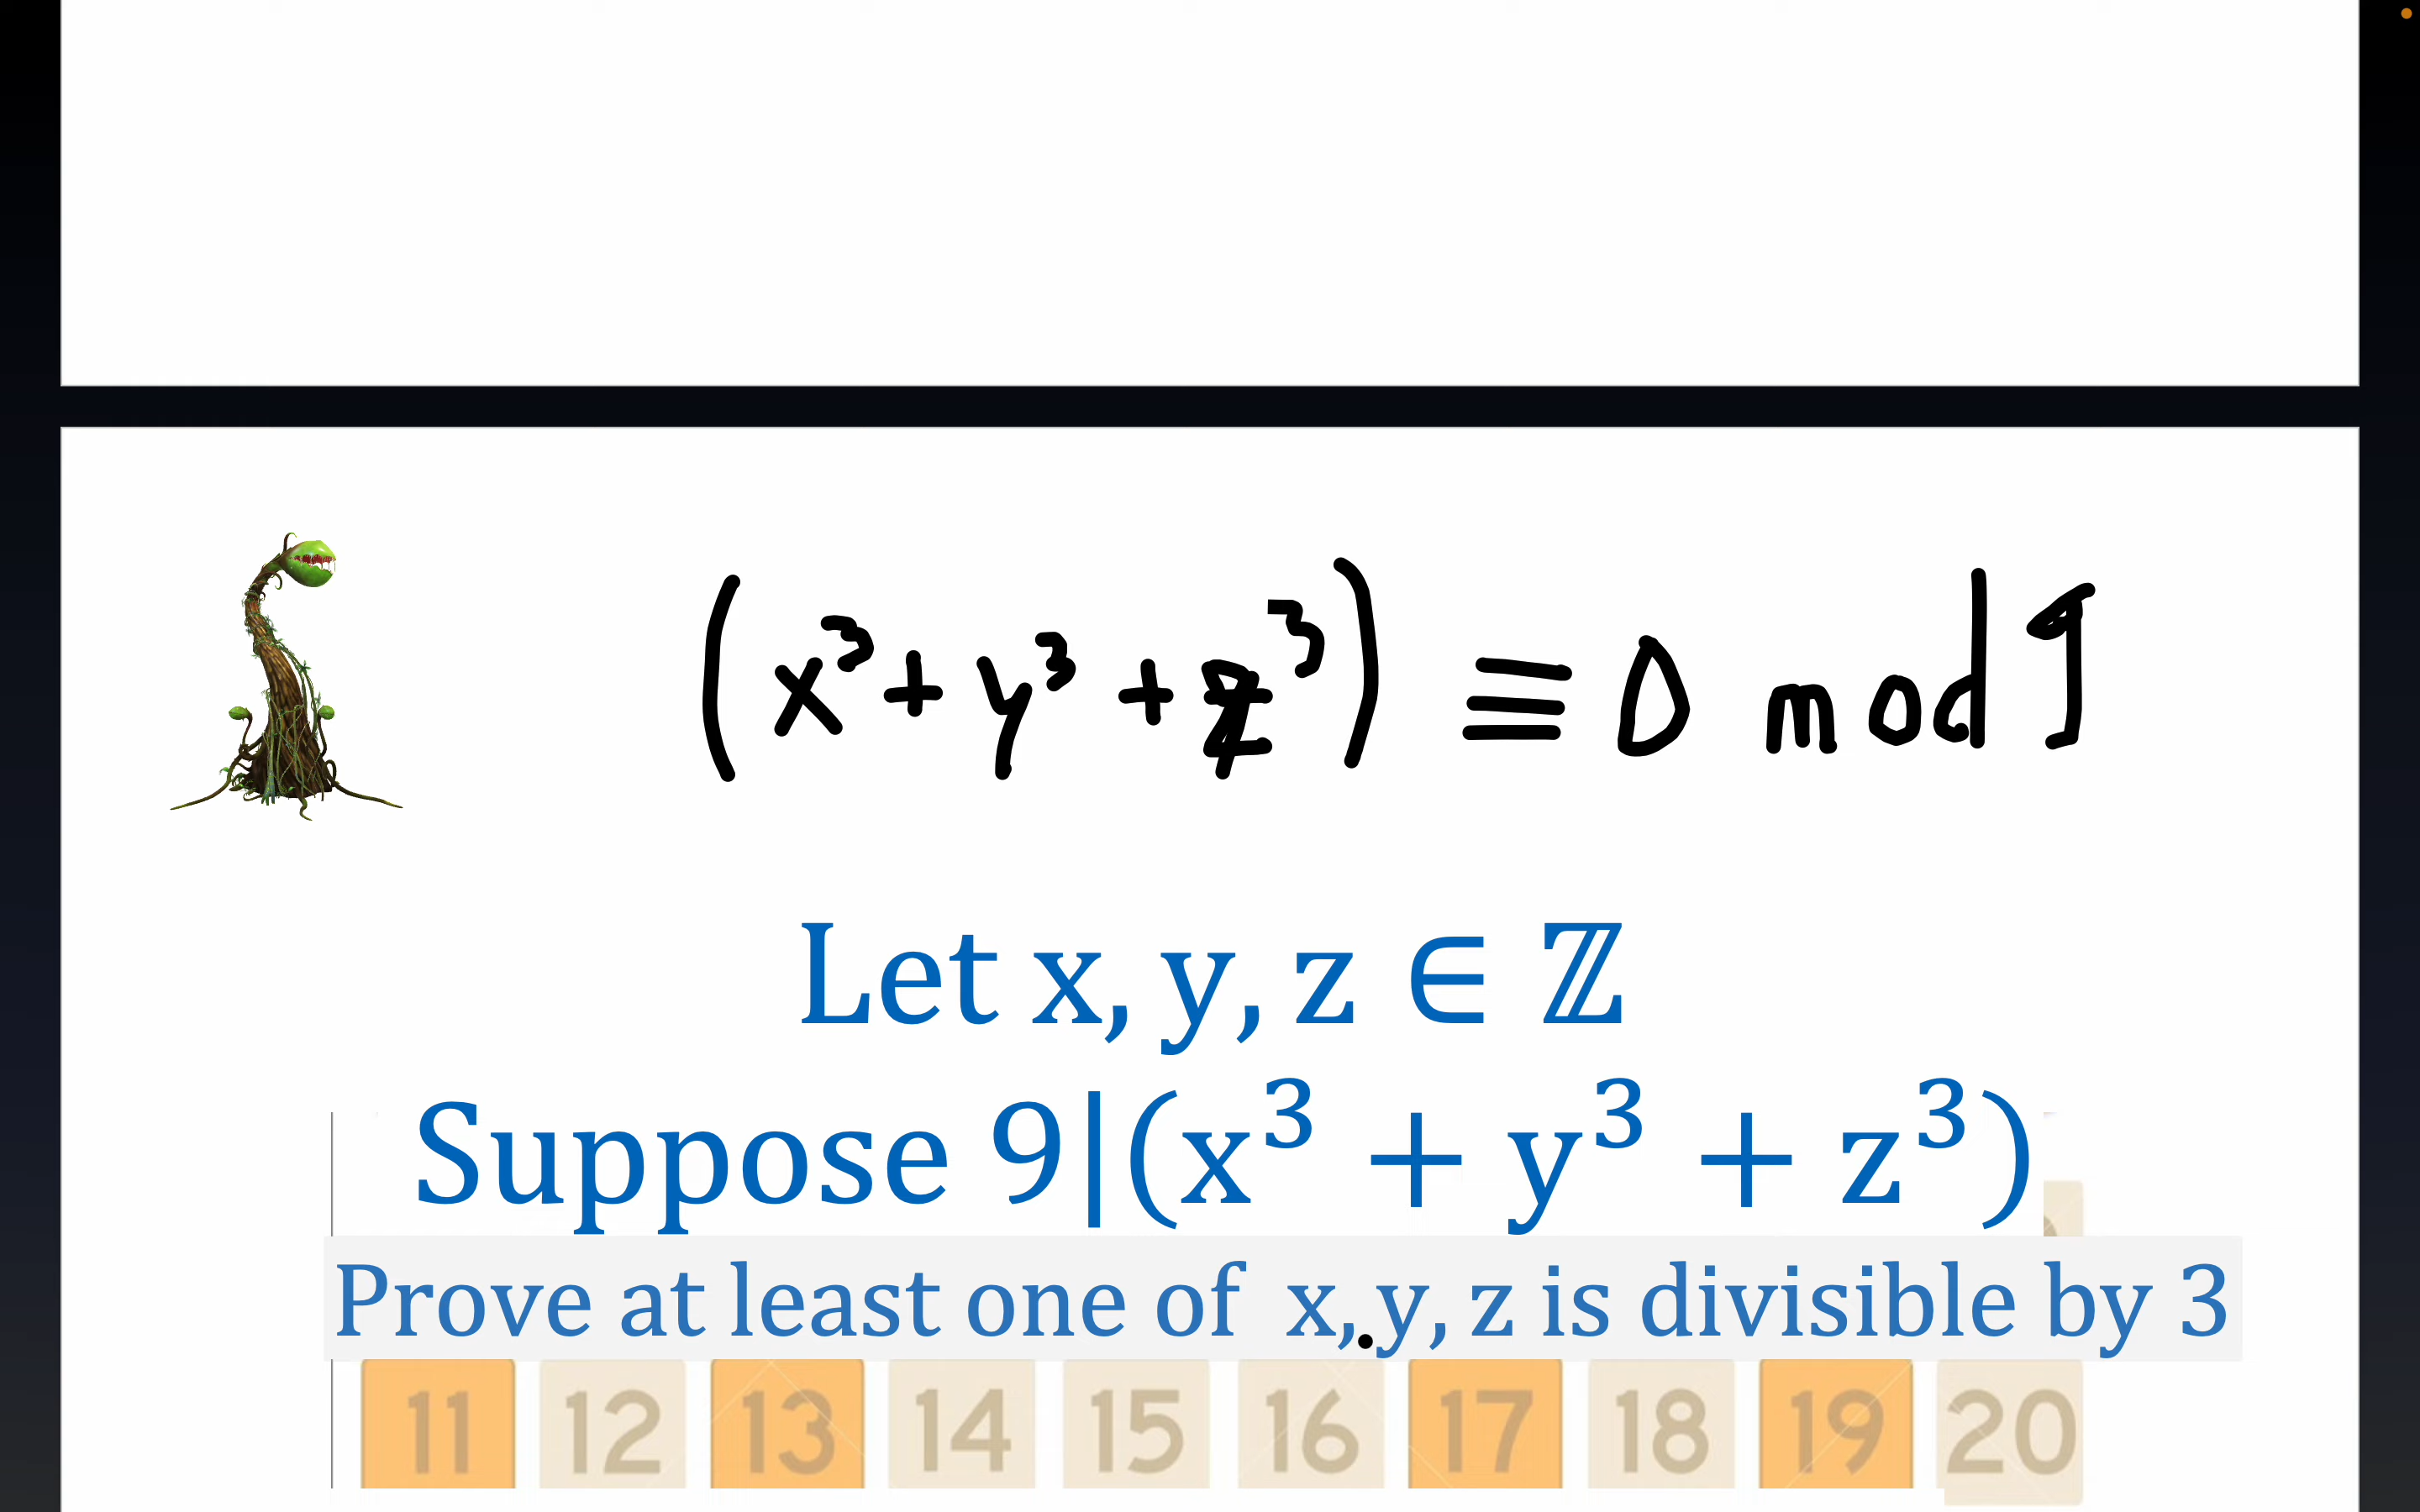 (x³+y³+z³) ≡ 0 mod 9
Let x, y, z ∈ ℤ
Suppose 9|(x³ + y³ + z³)
Prove at least one of x, y, z is divisible by 3
11 12 13 14 15 16 17 18 19 20